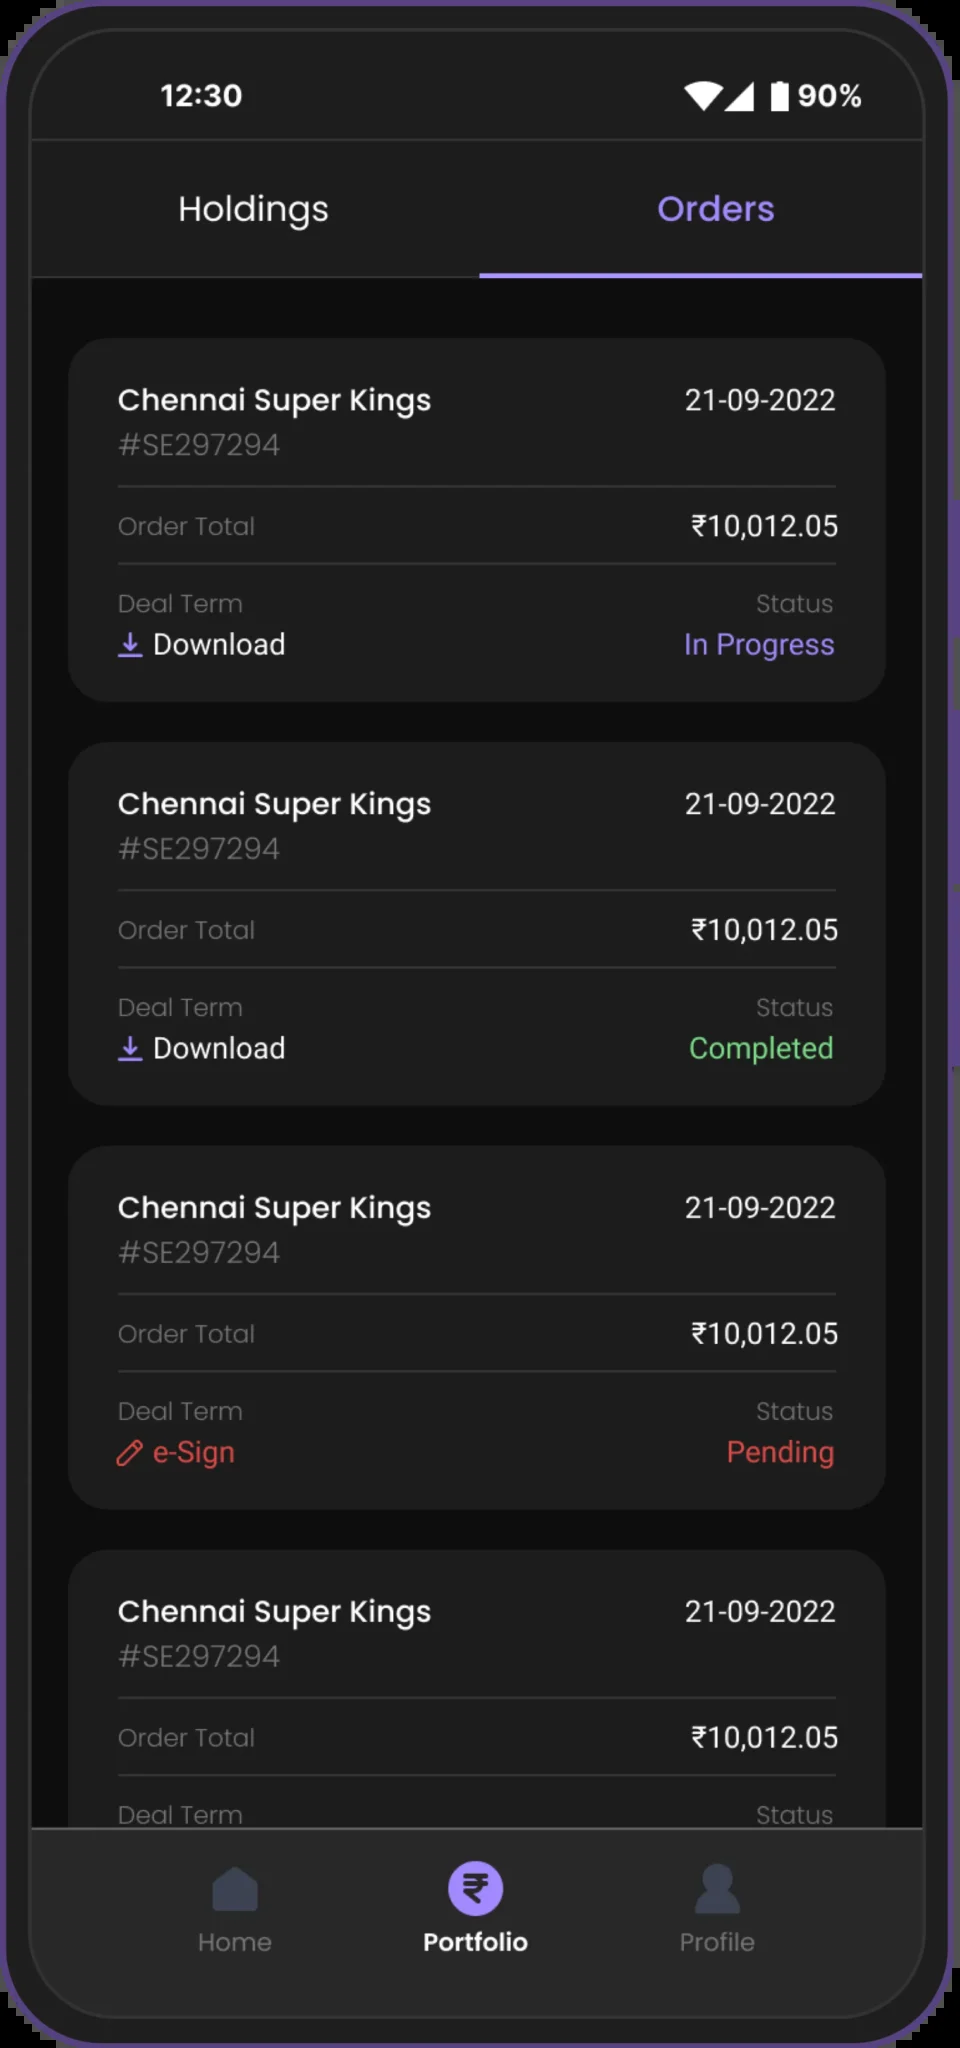 12:30 90%
Holdings Orders
Chennai Super Kings 21-09-2022
#SE297294
Order Total ₹10,012.05
Deal Term Status
Download In Progress
Chennai Super Kings 21-09-2022
#SE297294
Order Total ₹10,012.05
Deal Term Status
Download Completed
Chennai Super Kings 21-09-2022
#SE297294
Order Total ₹10,012.05
Deal Term Status
e-Sign Pending
Chennai Super Kings 21-09-2022
#SE297294
Order Total ₹10,012.05
Deal Term Status
₹
Home Portfolio Profile